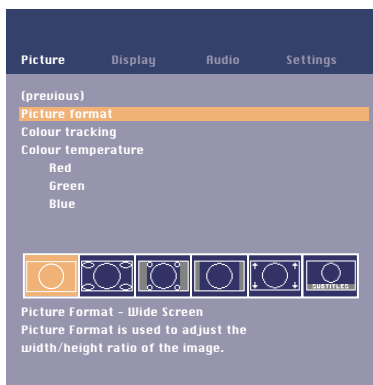 Picture Display Audio Settings
(previous)
Picture format
Colour tracking
Colour temperature
Red
Green
Blue
SUBTITLES
Picture Format - Wide Screen
Picture Format is used to adjust the
width/height ratio of the image.